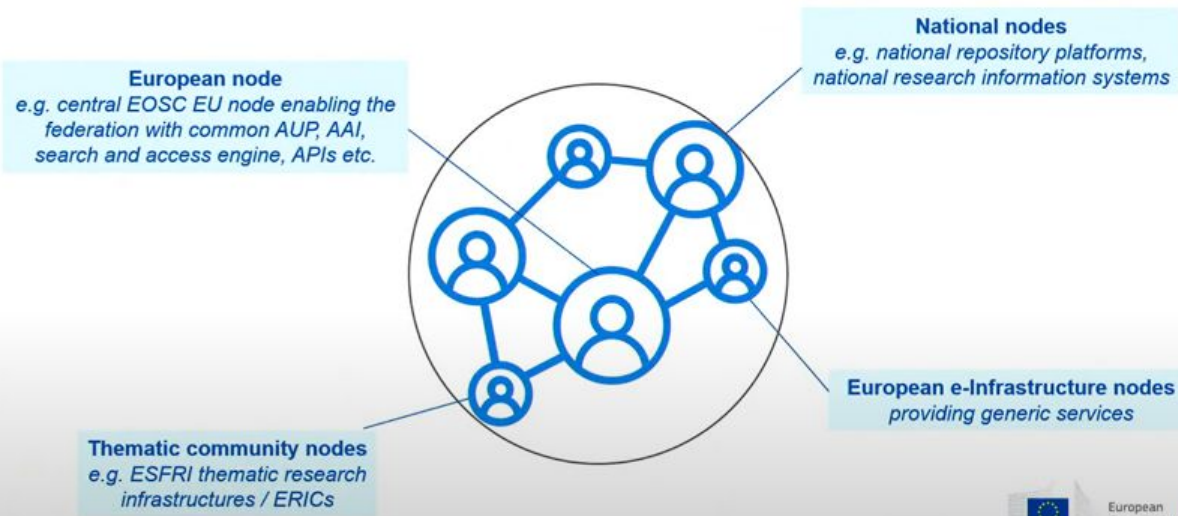 National nodes
e.g. national repository platforms,
national research information systems
European node
e.g. central EOSC EU node enabling the
federation with common AUP, AAI,
search and access engine, APIs etc.
European e-Infrastructure nodes
providing generic services
Thematic community nodes
e.g. ESFRI thematic research
infrastructures / ERICs
European